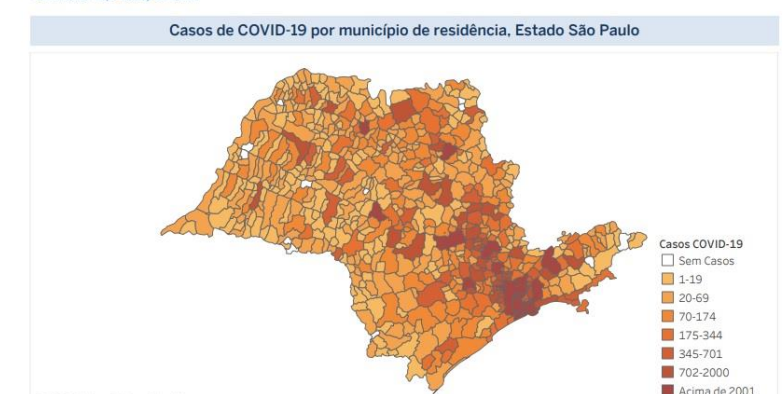 Casos de COVID-19 por município de residência, Estado São Paulo
Casos COVID-19
Sem Casos
1-19
20-69
70-174
175-344
345-701
702-2000
Acima de 2001